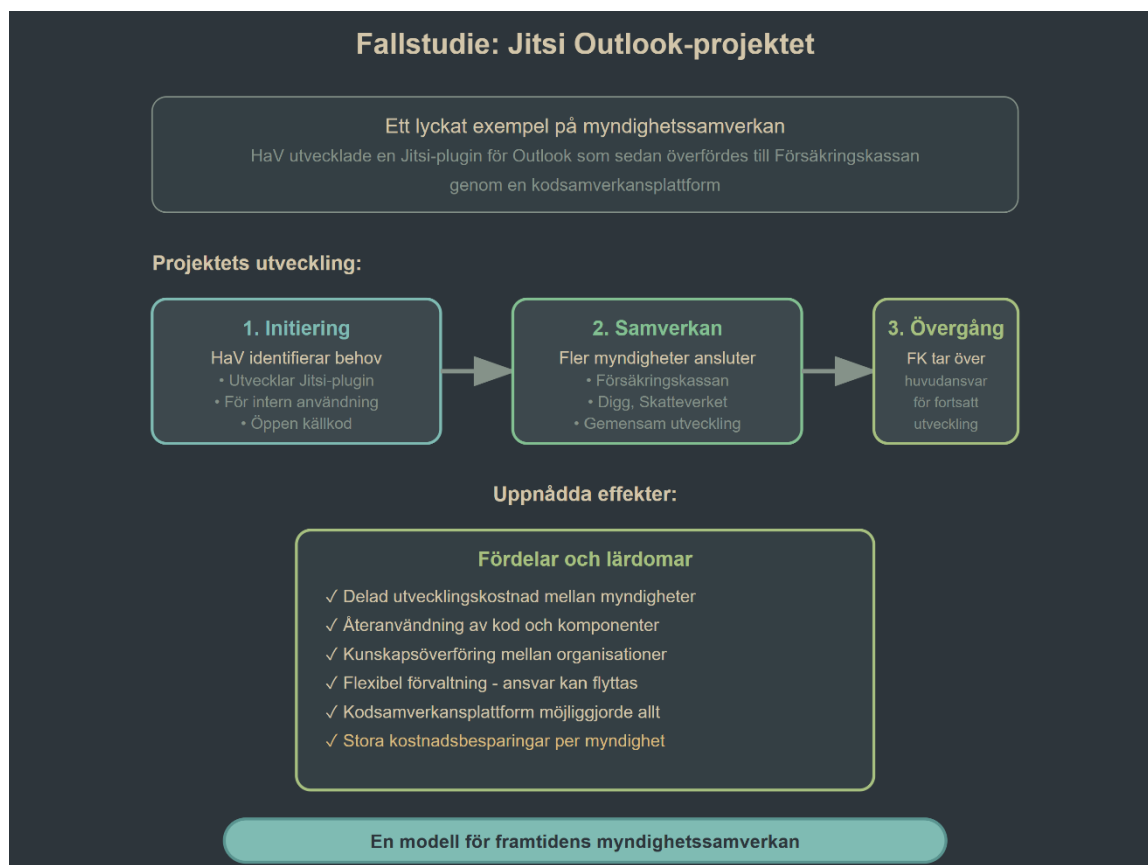 Fallstudie: Jitsi Outlook-projektet
Ett lyckat exempel på myndighetssamverkan
HaV utvecklade en Jitsi-plugin för Outlook som sedan överfördes till Försäkringskassan
genom en kodsamverkansplattform
Projektets utveckling:
1. Initiering
HaV identifierar behov
• Utvecklar Jitsi-plugin
• För intern användning
• Öppen källkod
2. Samverkan
Fler myndigheter ansluter
• Försäkringskassan
• Digg, Skatteverket
• Gemensam utveckling
3. Övergång
FK tar över
huvudansvar
för fortsatt
utveckling
Uppnådda effekter:
Fördelar och lärdomar
✓ Delad utvecklingskostnad mellan myndigheter
✓ Återanvändning av kod och komponenter
✓ Kunskapsöverföring mellan organisationer
✓ Flexibel förvaltning - ansvar kan flyttas
✓ Kodsamverkansplattform möjliggjorde allt
✓ Stora kostnadsbesparingar per myndighet
En modell för framtidens myndighetssamverkan